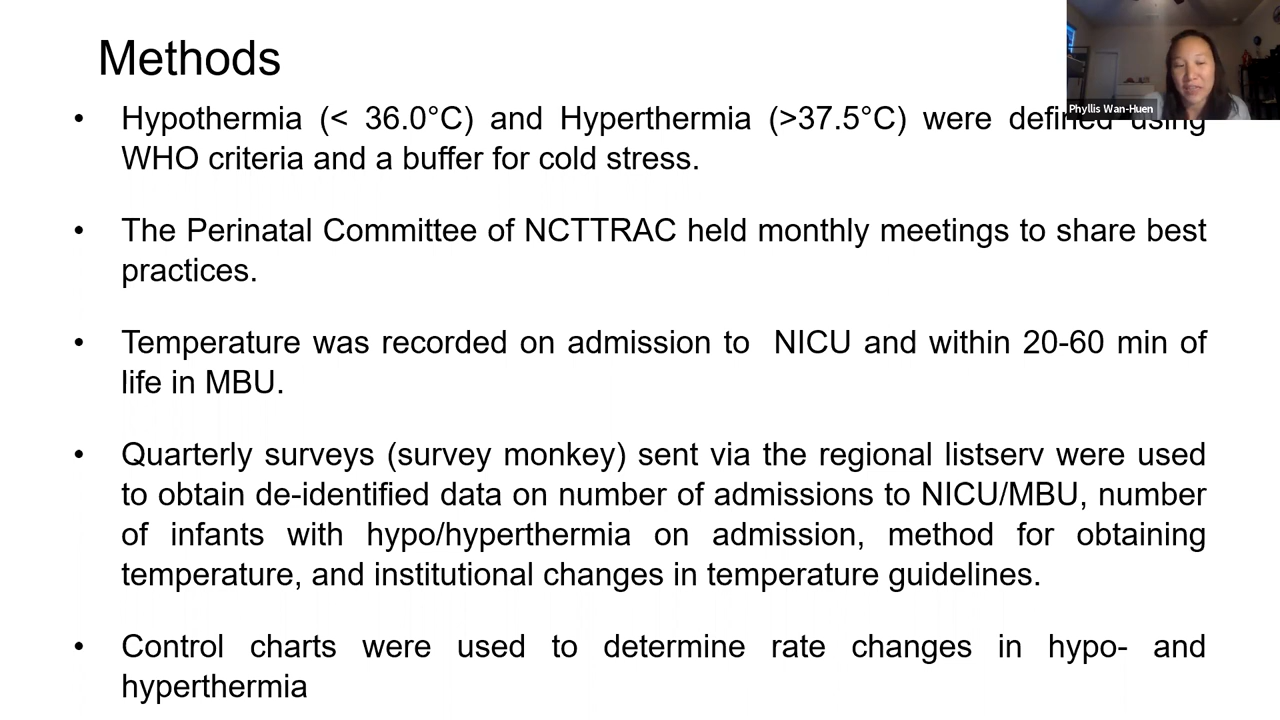 Methods
Phyllis Wan-Huen
• Hypothermia (< 36.0°C) and Hyperthermia (>37.5°C) were defined using
WHO criteria and a buffer for cold stress.
• The Perinatal Committee of NCTTRAC held monthly meetings to share best
practices.
• Temperature was recorded on admission to NICU and within 20-60 min of
life in MBU.
• Quarterly surveys (survey monkey) sent via the regional listserv were used
to obtain de-identified data on number of admissions to NICU/MBU, number
of infants with hypo/hyperthermia on admission, method for obtaining
temperature, and institutional changes in temperature guidelines.
• Control charts were used to determine rate changes in hypo- and
hyperthermia